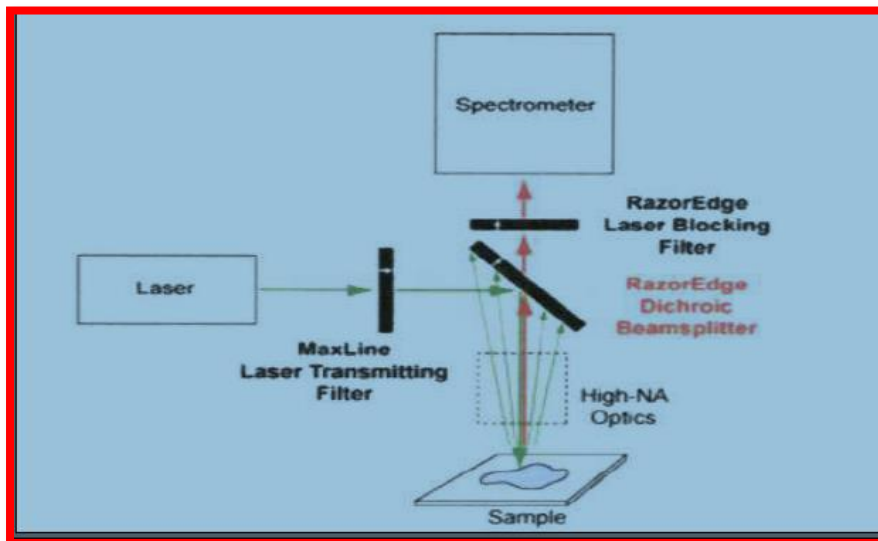 Spectrometer
RazorEdge
Laser Blocking
Filter
Laser
RazorEdge
Dichroic
Beamsplitter
MaxLine
Laser Transmitting
Filter
High-NA
Optics
Sample